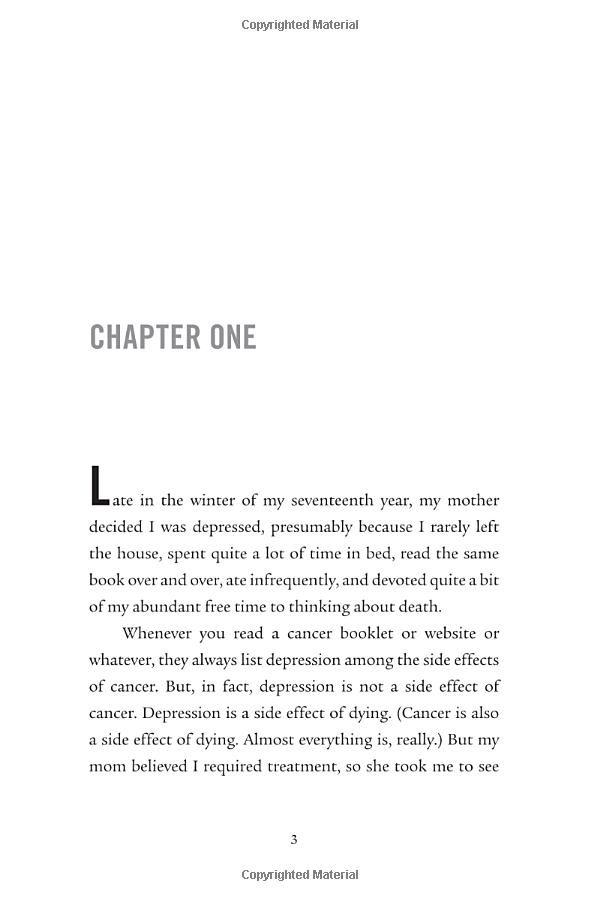 Copyrighted Material
CHAPTER ONE
Late in the winter of my seventeenth year, my mother
decided I was depressed, presumably because I rarely left
the house, spent quite a lot of time in bed, read the same
book over and over, ate infrequently, and devoted quite a bit
of my abundant free time to thinking about death.
Whenever you read a cancer booklet or website or
whatever, they always list depression among the side effects
of cancer. But, in fact, depression is not a side effect of
cancer. Depression is a side effect of dying. (Cancer is also
a side effect of dying. Almost everything is, really.) But my
mom believed I required treatment, so she took me to see
3
Copyrighted Material